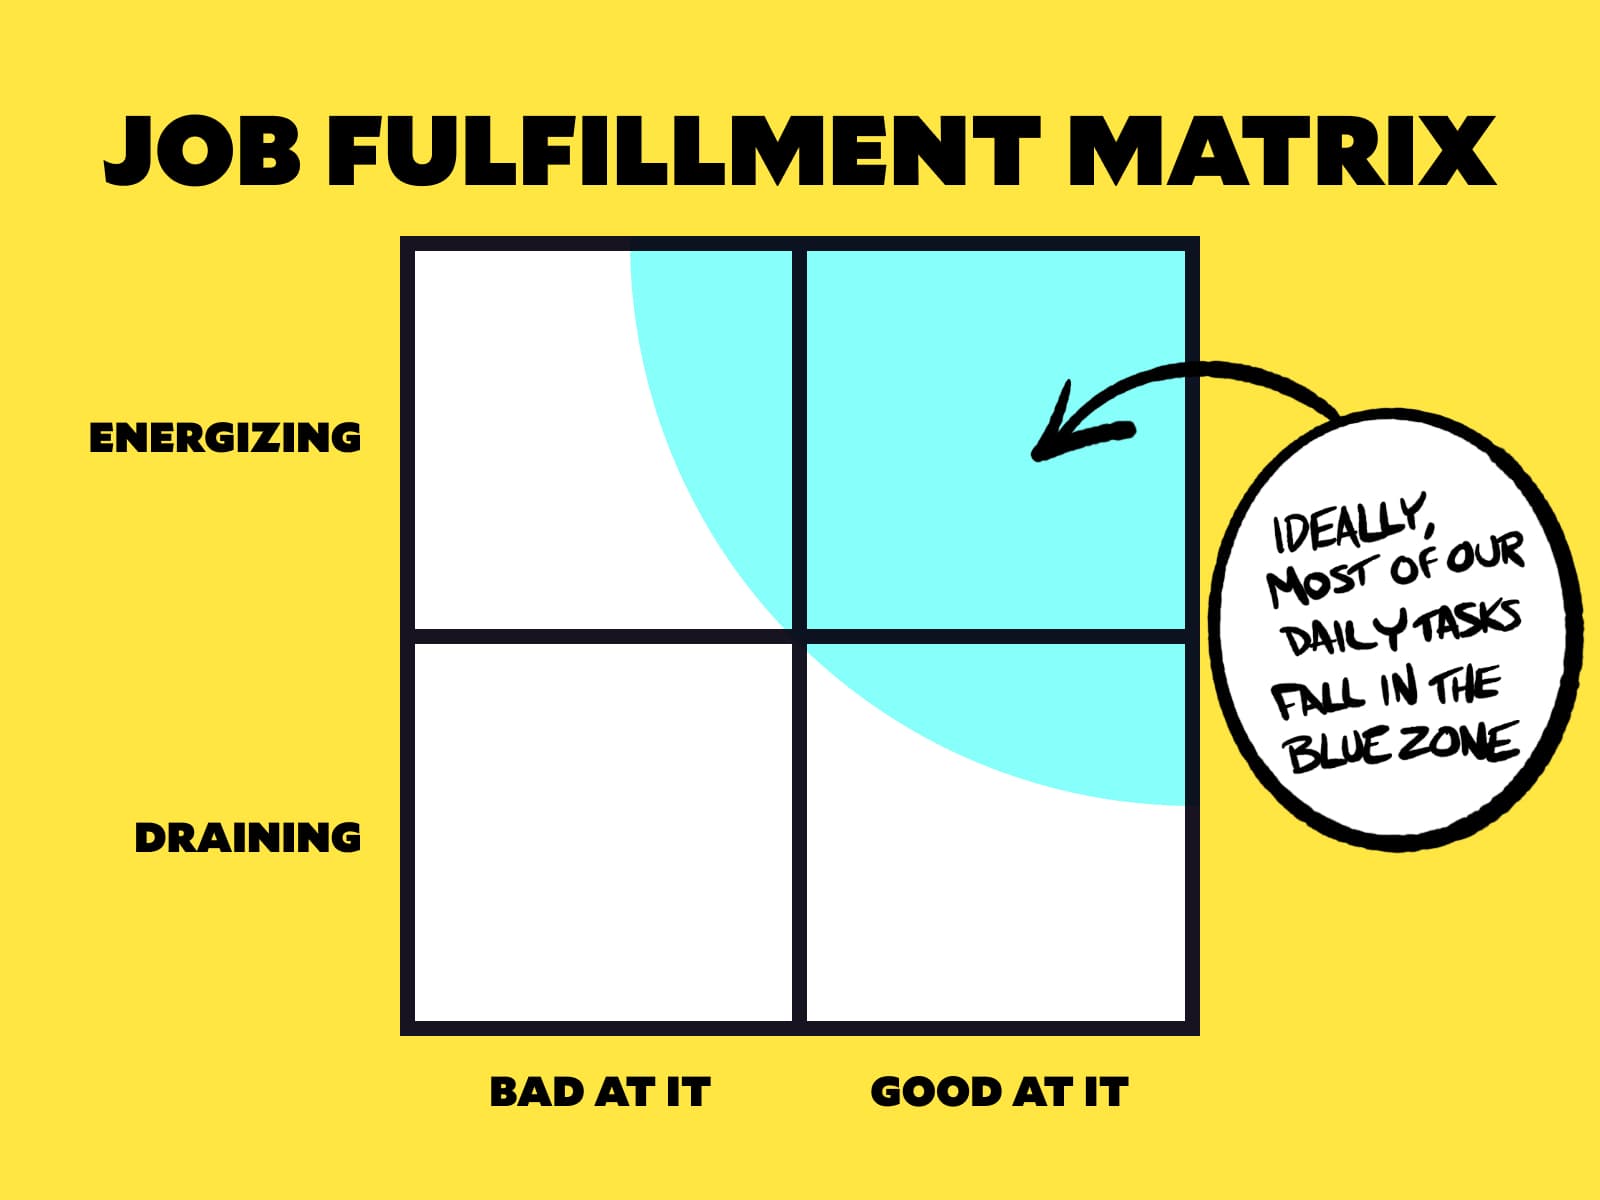 JOB FULFILLMENT MATRIX
ENERGIZING
IDEALLY,
MOST OF OUR
DAILY TASKS
FALL IN THE
BLUE ZONE
DRAINING
BAD AT IT
GOOD AT IT